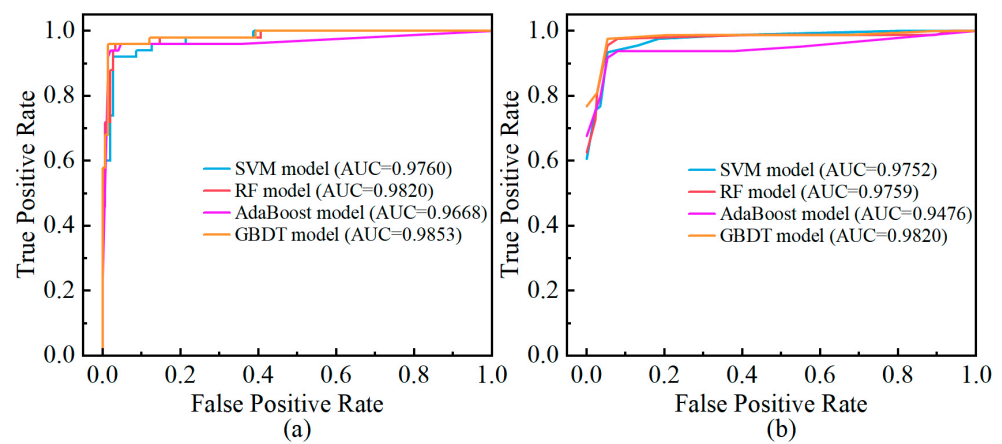 True Positive Rate
1.0
0.8
0.6
0.4
0.2
0.0
SVM model (AUC=0.9760)
RF model (AUC=0.9820)
AdaBoost model (AUC=0.9668)
GBDT model (AUC=0.9853)
0.0 0.2 0.4 0.6 0.8 1.0
False Positive Rate
(a)
True Positive Rate
1.0
0.8
0.6
0.4
0.2
0.0
SVM model (AUC=0.9752)
RF model (AUC=0.9759)
AdaBoost model (AUC=0.9476)
GBDT model (AUC=0.9820)
0.0 0.2 0.4 0.6 0.8 1.0
False Positive Rate
(b)